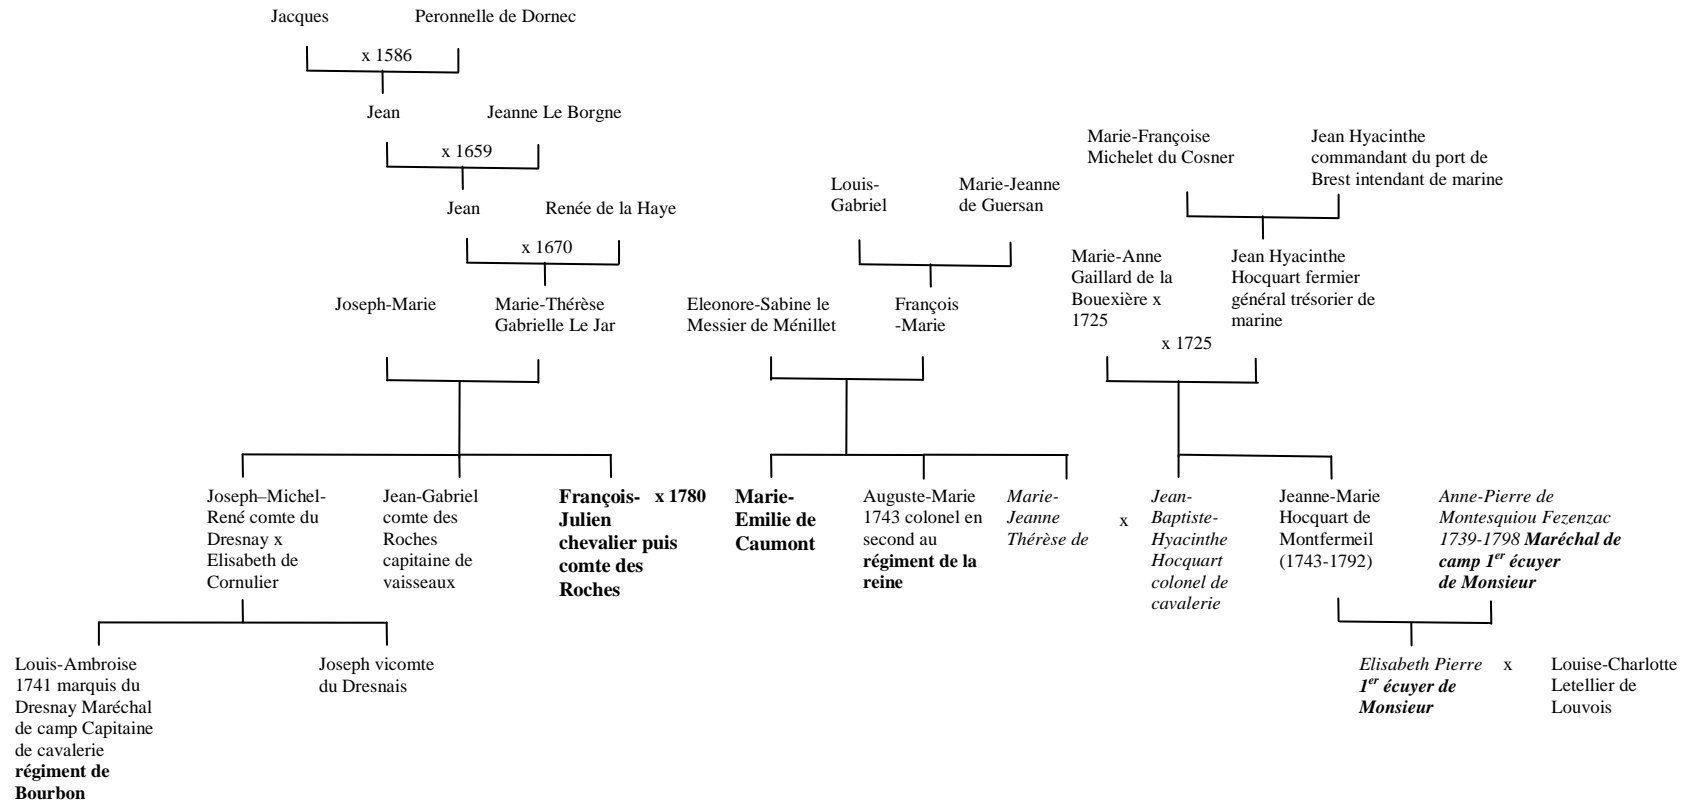 Jacques
Peronnelle de Dornec
x 1586
Jean
Jeanne Le Borgne
x 1659
Jean
Renée de la Haye
x 1670
Joseph-Marie
Marie-Thérèse
Gabrielle Le Jar
Louis-
Gabriel
Marie-Jeanne
de Guersan
Eleonore-Sabine le
Messier de Ménillet
François
-Marie
Marie-Françoise
Michelet du Cosner
Jean Hyacinthe
commandant du port de
Brest intendant de marine
Marie-Anne
Gaillard de la
Bouexière x
1725
Jean Hyacinthe
Hocquart fermier
général trésorier de
marine
x 1725
Joseph–Michel-
René comte du
Dresnay x
Elisabeth de
Cornulier
Jean-Gabriel
comte des
Roches
capitaine de
vaisseaux
François-
Julien
chevalier puis
comte des
Roches
x 1780
Marie-
Emilie de
Caumont
Auguste-Marie
1743 colonel en
second au
régiment de la
reine
Marie-
Jeanne
Thérèse de
x
Jean-
Baptiste-
Hyacinthe
Hocquart
colonel de
cavalerie
Jeanne-Marie
Hocquart de
Montfermeil
(1743-1792)
Anne-Pierre de
Montesquiou Fezenzac
1739-1798 Maréchal de
camp 1er écuyer
de Monsieur
Louis-Ambroise
1741 marquis du
Dresnay Maréchal
de camp Capitaine
de cavalerie
régiment de
Bourbon
Joseph vicomte
du Dresnais
Elisabeth Pierre
1er écuyer de
Monsieur
x
Louise-Charlotte
Letellier de
Louvois